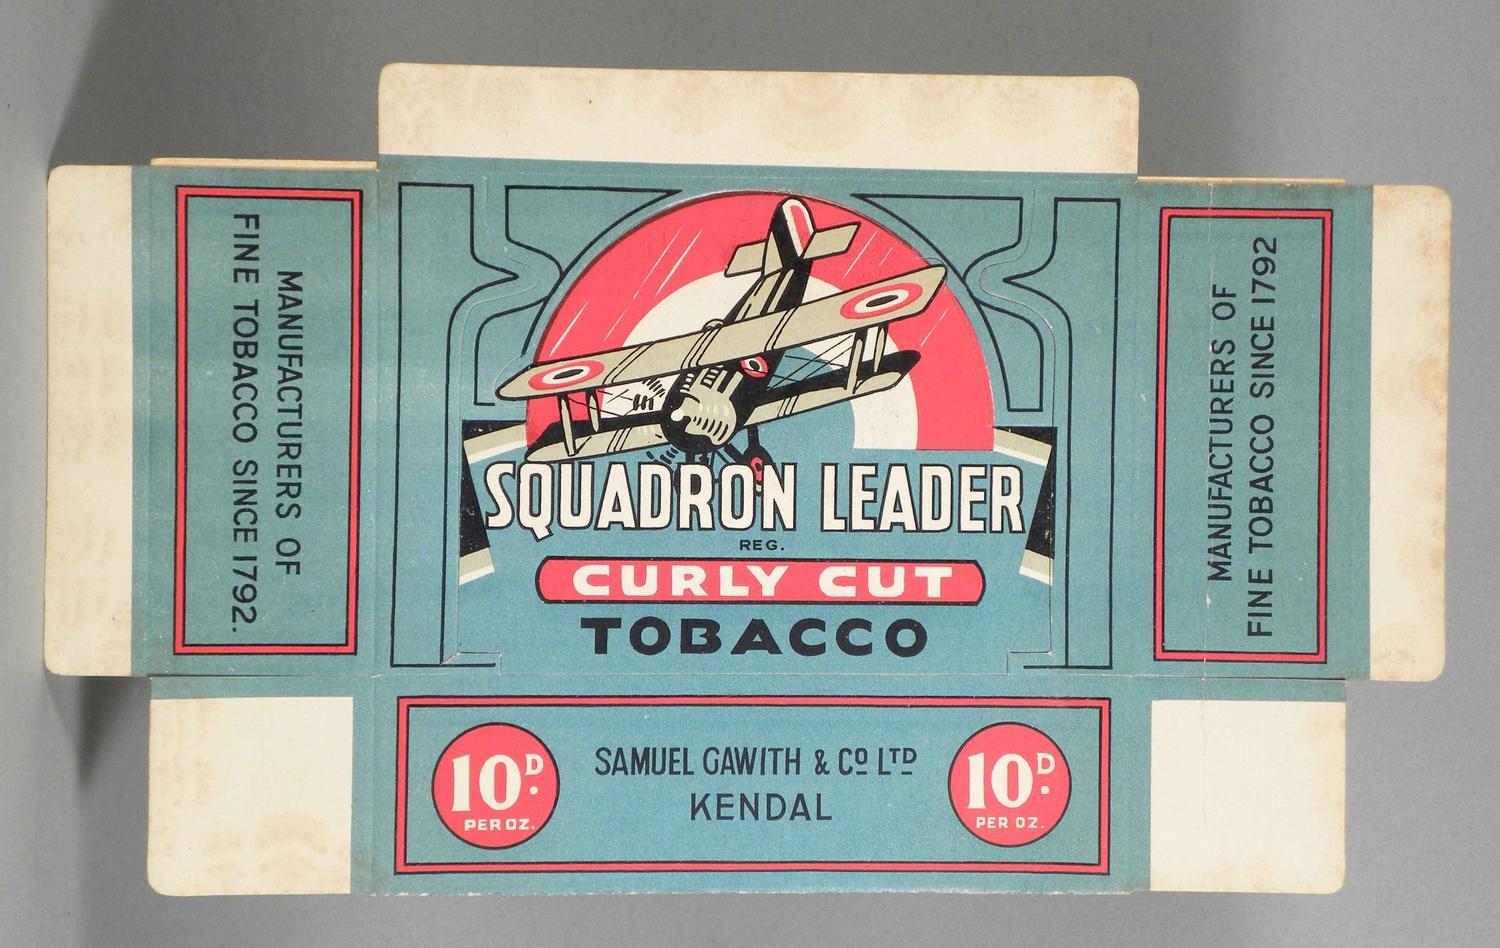 MANUFACTURERS OF
FINE TOBACCO SINCE 1792.
SQUADRON LEADER
REG.
CURLY CUT
TOBACCO
MANUFACTURERS OF
FINE TOBACCO SINCE 1792
10D.
PER OZ.
SAMUEL GAWITH & Co LTD
KENDAL
10D.
PER OZ.